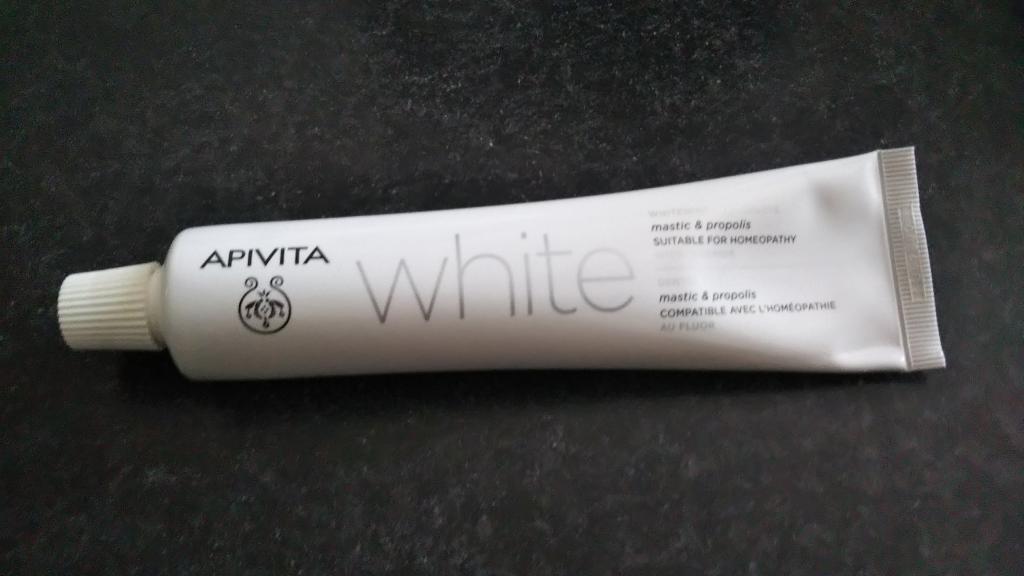 APIVITA
white
mastic & propolis
SUITABLE FOR HOMEOPATHY
mastic & propolis
COMPATIBLE AVEC L'HOMÉOPATHIE
AU FLUOR